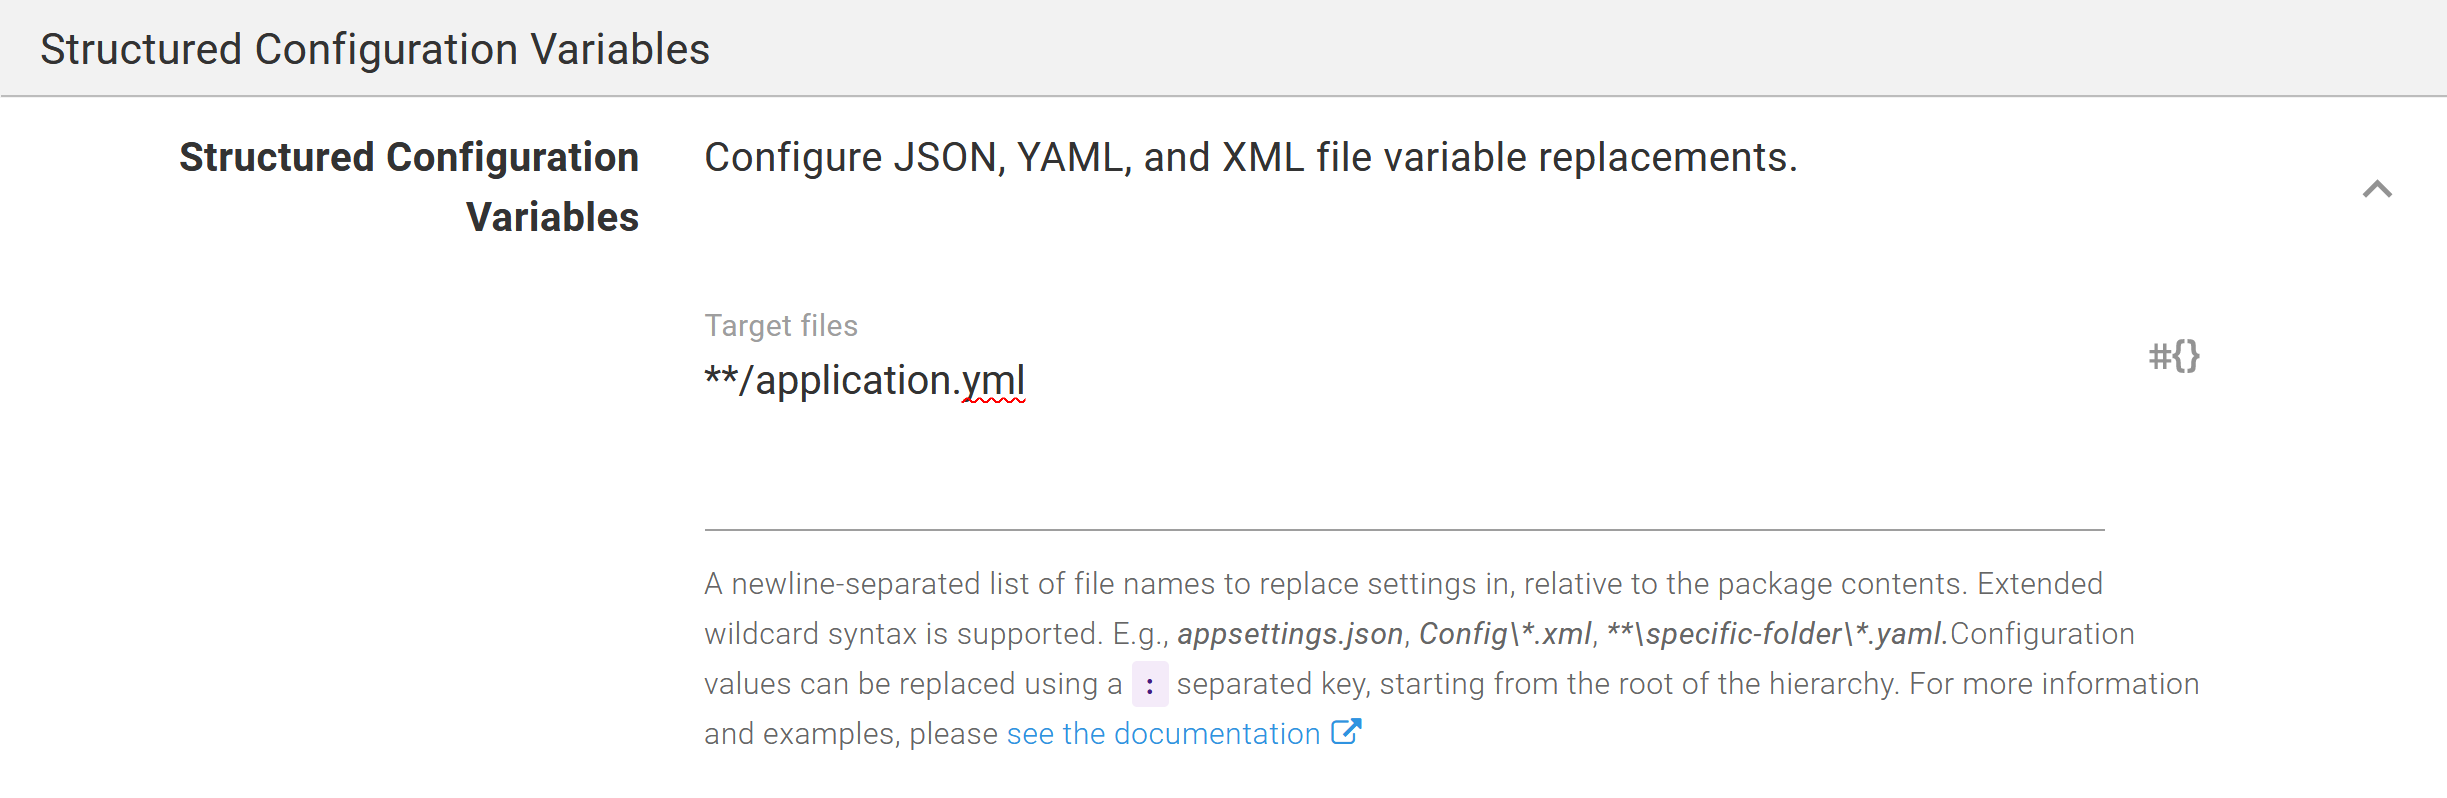 Structured Configuration Variables
Structured Configuration
Variables
Configure JSON, YAML, and XML file variable replacements.
Target files
**/application.yml
#{}
A newline-separated list of file names to replace settings in, relative to the package contents. Extended
wildcard syntax is supported. E.g., appsettings.json, Config\*.xml, **\specific-folder\*.yaml.Configuration
values can be replaced using a : separated key, starting from the root of the hierarchy. For more information
and examples, please see the documentation